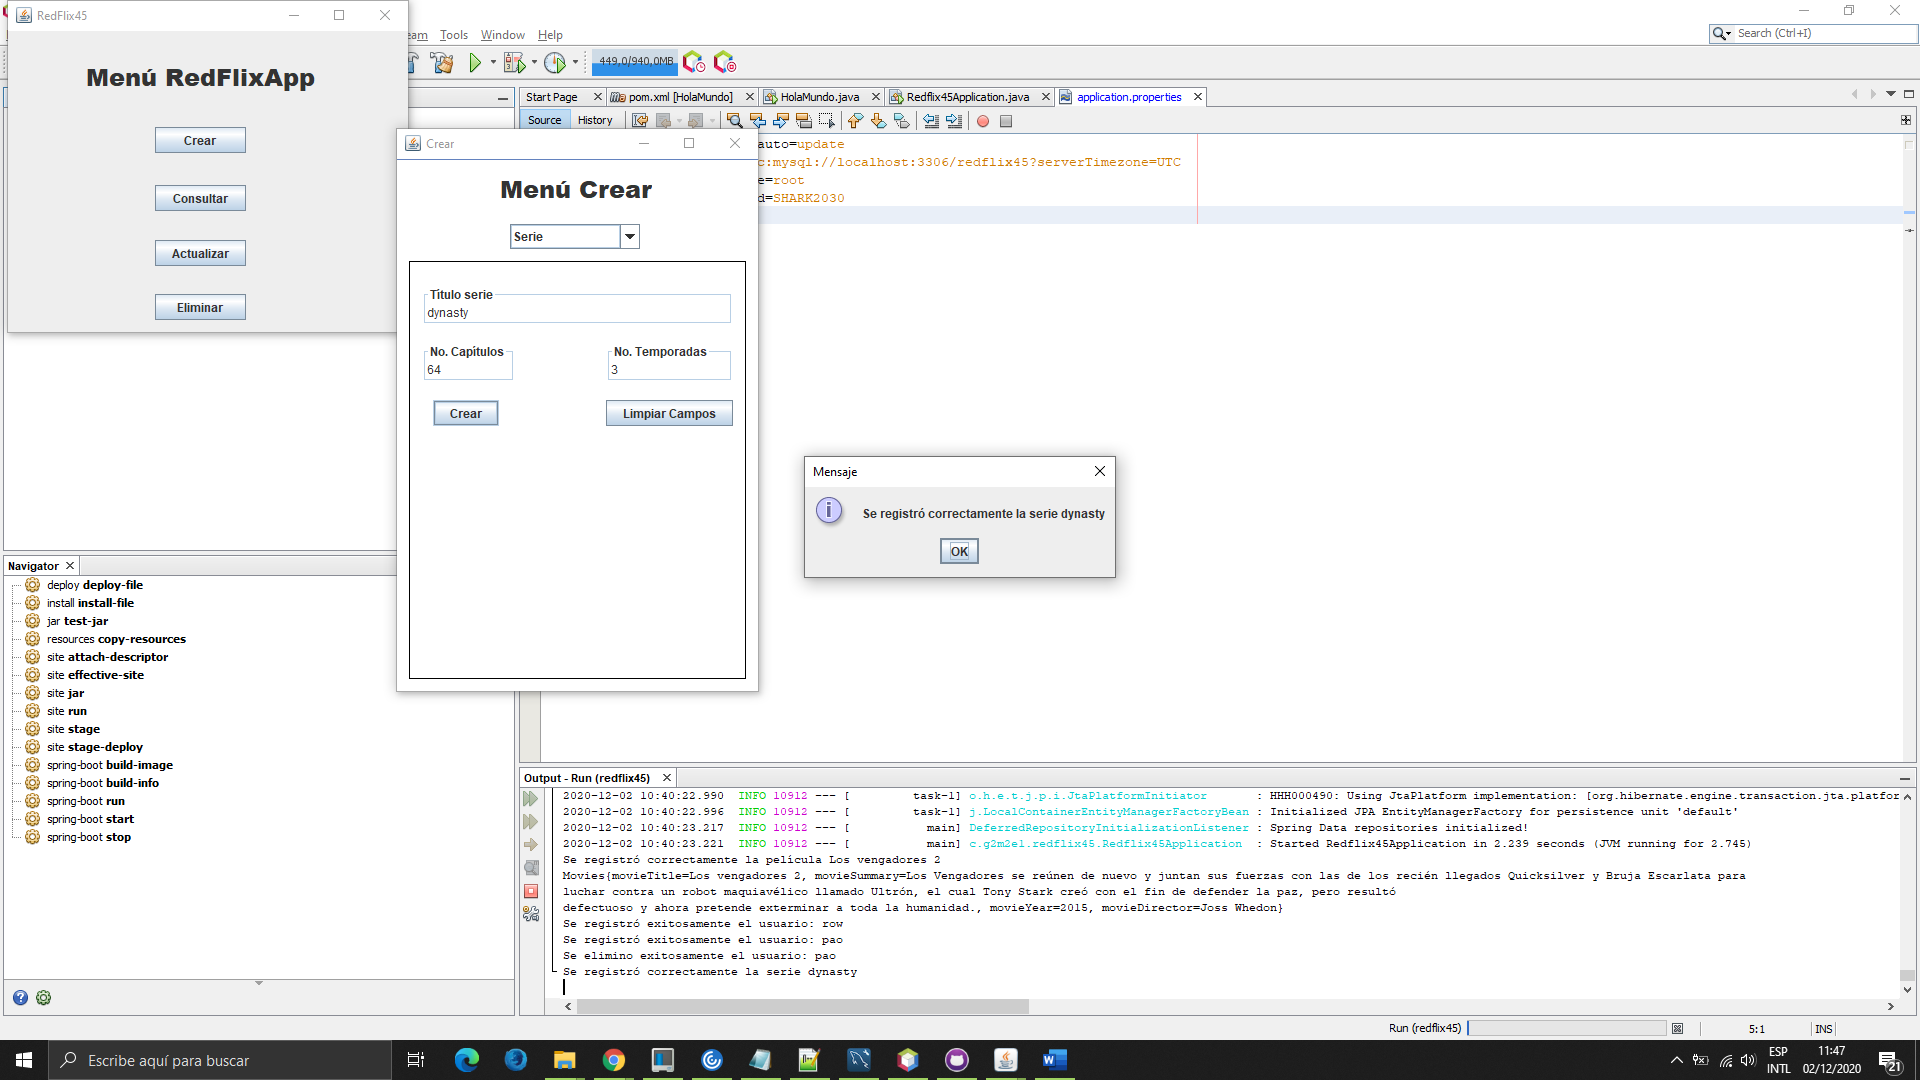 RedFlix45
Menú RedFlixApp
Crear
Consultar
Actualizar
Eliminar
eam Tools Window Help
Search (Ctrl+I)
449,0/940,0MB
Start Page
pom.xml [HolaMundo]
HolaMundo.java
Redflix45Application.java
application.properties
Source History
auto=update
c:mysql://localhost:3306/redflix45?serverTimezone=UTC
e=root
d=SHARK2030
Crear
Menú Crear
Serie
Título serie
dynasty
No. Capítulos No. Temporadas
64 3
Crear Limpiar Campos
Mensaje
Se registró correctamente la serie dynasty
OK
Navigator
deploy deploy-file
install install-file
jar test-jar
resources copy-resources
site attach-descriptor
site effective-site
site jar
site run
site stage
site stage-deploy
spring-boot build-image
spring-boot build-info
spring-boot run
spring-boot start
spring-boot stop
Output - Run (redflix45)
2020-12-02 10:40:22.990 INFO 10912 --- [ task-1] o.h.e.t.j.p.i.JtaPlatformInitiator : HHH000490: Using JtaPlatform implementation: [org.hibernate.engine.transaction.jta.platfor
2020-12-02 10:40:22.996 INFO 10912 --- [ task-1] j.LocalContainerEntityManagerFactoryBean : Initialized JPA EntityManagerFactory for persistence unit 'default'
2020-12-02 10:40:23.217 INFO 10912 --- [ main] DeferredRepositoryInitializationListener : Spring Data repositories initialized!
2020-12-02 10:40:23.221 INFO 10912 --- [ main] c.g2m2e1.redflix45.Redflix45Application : Started Redflix45Application in 2.239 seconds (JVM running for 2.745)
Se registró correctamente la película Los vengadores 2
Movies{movieTitle=Los vengadores 2, movieSummary=Los Vengadores se reúnen de nuevo y juntan sus fuerzas con las de los recién llegados Quicksilver y Bruja Escarlata para
luchar contra un robot maquiavélico llamado Ultrón, el cual Tony Stark creó con el fin de defender la paz, pero resultó
defectuoso y ahora pretende exterminar a toda la humanidad., movieYear=2015, movieDirector=Joss Whedon}
Se registró exitosamente el usuario: row
Se registró exitosamente el usuario: pao
Se elimino exitosamente el usuario: pao
Se registró correctamente la serie dynasty
Run (redflix45)
5:1
INS
Escribe aquí para buscar
ESP
INTL
11:47
02/12/2020
21